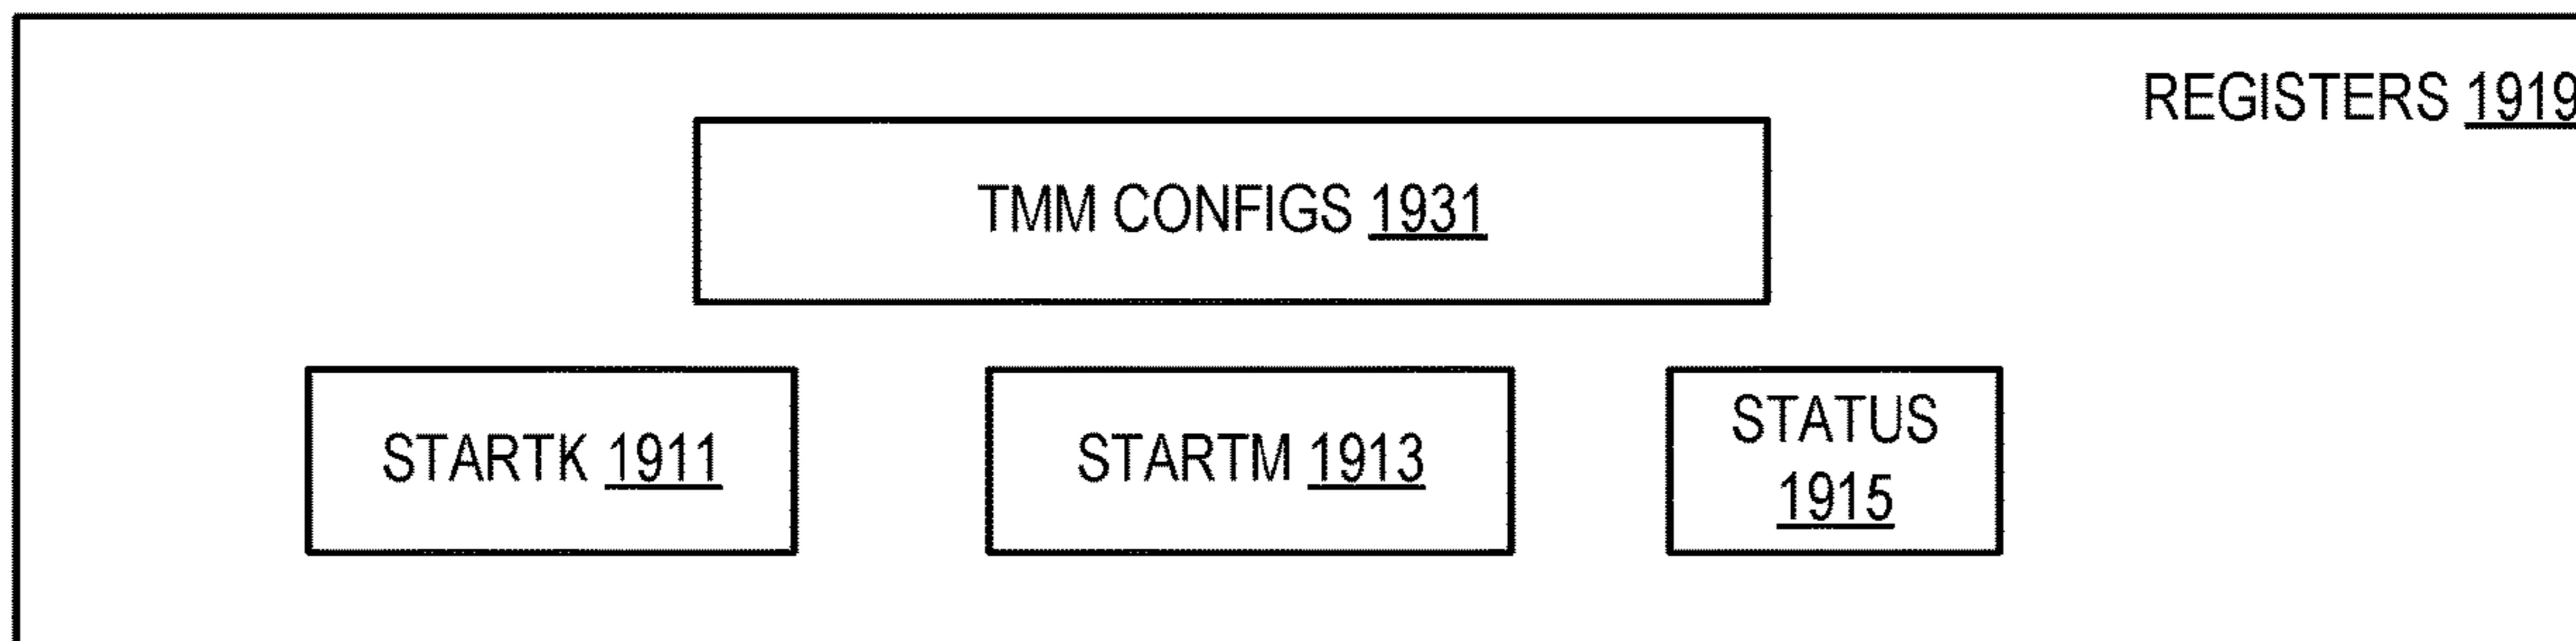 REGISTERS 1919
TMM CONFIGS 1931
STARTK 1911
STARTM 1913
STATUS
1915